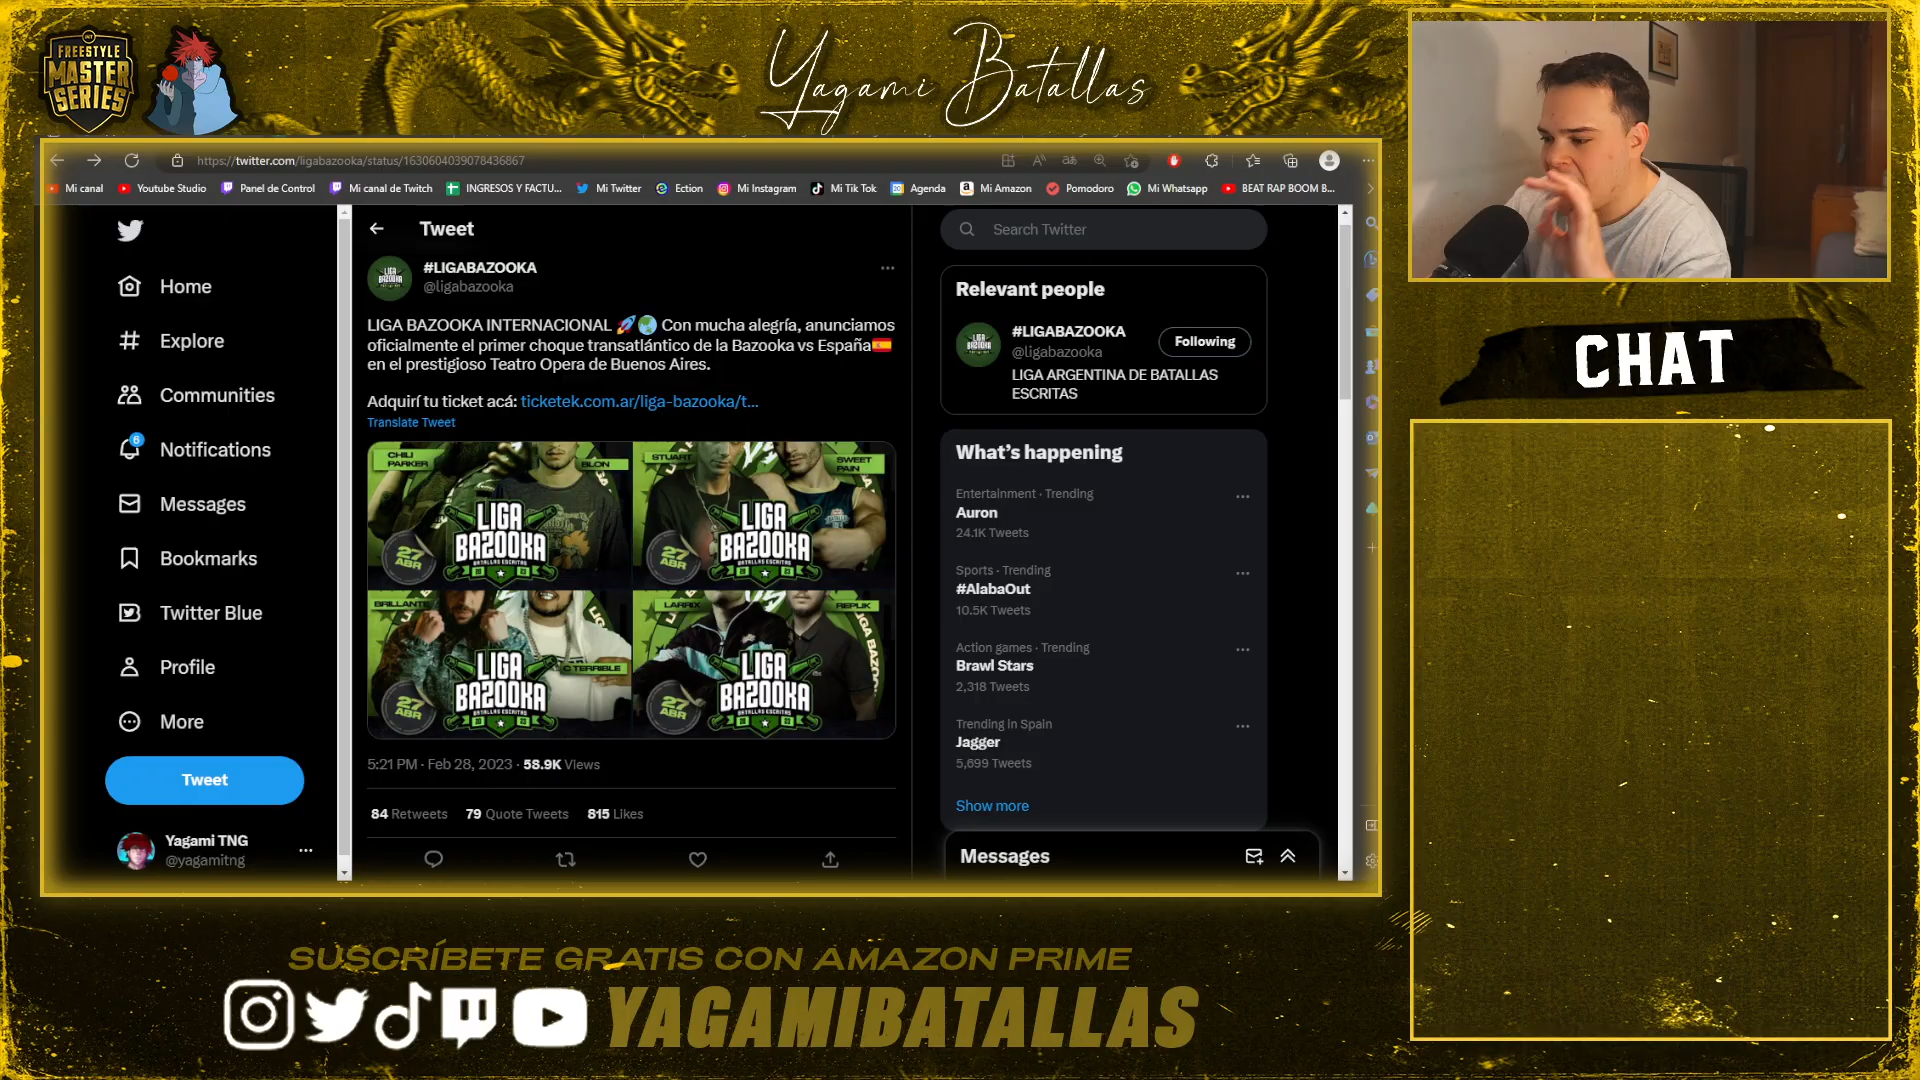 INT
FREESTYLE
MASTER
SERIES
Yagami Batallas
https://twitter.com/ligabazooka/status/1630604039078436867
Mi canal
Youtube Studio
Panel de Control
Mi canal de Twitch
INGRESOS Y FACTU...
Mi Twitter
Ection
Mi Instagram
Mi Tik Tok
Agenda
Mi Amazon
Pomodoro
Mi Whatsapp
BEAT RAP BOOM B...
Home
Explore
Communities
6
Notifications
Messages
Bookmarks
Twitter Blue
Profile
More
Tweet
Yagami TNG
@yagamitng
Tweet
#LIGABAZOOKA
@ligabazooka
LIGA BAZOOKA INTERNACIONAL 🚀🌎 Con mucha alegría, anunciamos
oficialmente el primer choque transatlántico de la Bazooka vs España🇪🇸
en el prestigioso Teatro Opera de Buenos Aires.
Adquirí tu ticket acá: ticketek.com.ar/liga-bazooka/t...
Translate Tweet
CHILI
PARKER
BLON
LIGA
BAZOOKA
BATALLAS ESCRITAS
27
ABR
STUART
SWEET
PAIN
LIGA
BAZOOKA
BATALLAS ESCRITAS
27
ABR
BRILLANTE
C TERRIBLE
LIGA
BAZOOKA
BATALLAS ESCRITAS
27
ABR
LARRIX
REPLIK
LIGA
BAZOOKA
BATALLAS ESCRITAS
27
ABR
5:21 PM · Feb 28, 2023 · 58.9K Views
84 Retweets 79 Quote Tweets 815 Likes
Search Twitter
Relevant people
#LIGABAZOOKA
@ligabazooka
Following
LIGA ARGENTINA DE BATALLAS
ESCRITAS
What's happening
Entertainment · Trending
Auron
24.1K Tweets
Sports · Trending
#AlabaOut
10.5K Tweets
Action games · Trending
Brawl Stars
2,318 Tweets
Trending in Spain
Jagger
5,699 Tweets
Show more
Messages
CHAT
SUSCRÍBETE GRATIS CON AMAZON PRIME
YAGAMIBATALLAS